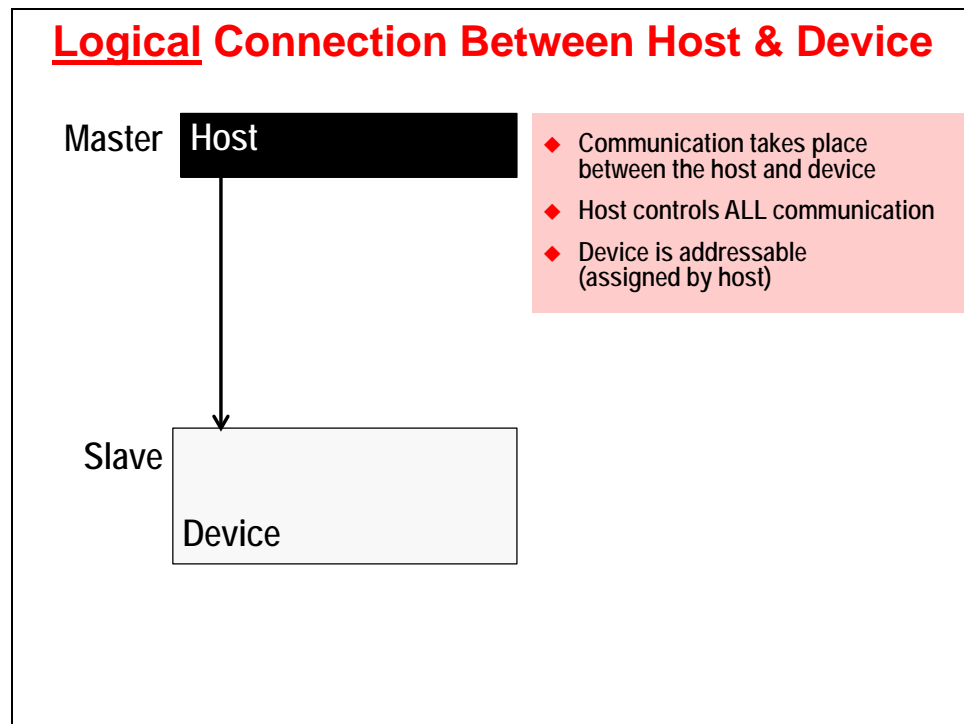 Logical Connection Between Host & Device
Master
Host
◆ Communication takes place
between the host and device
◆ Host controls ALL communication
◆ Device is addressable
(assigned by host)
Slave
Device